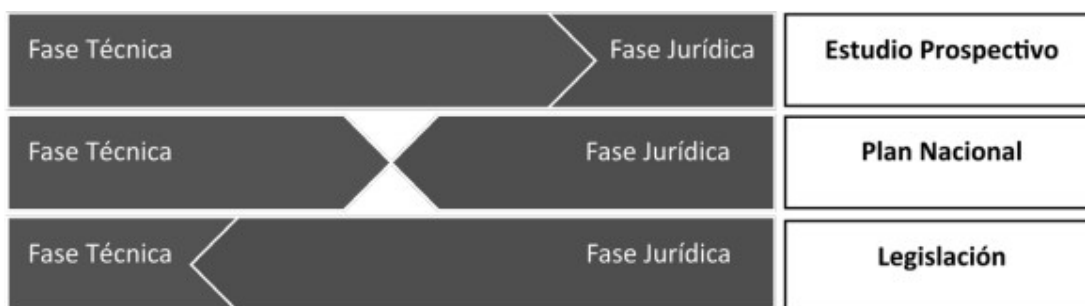 Fase Técnica
Fase Jurídica
Estudio Prospectivo
Fase Técnica
Fase Jurídica
Plan Nacional
Fase Técnica
Fase Jurídica
Legislación